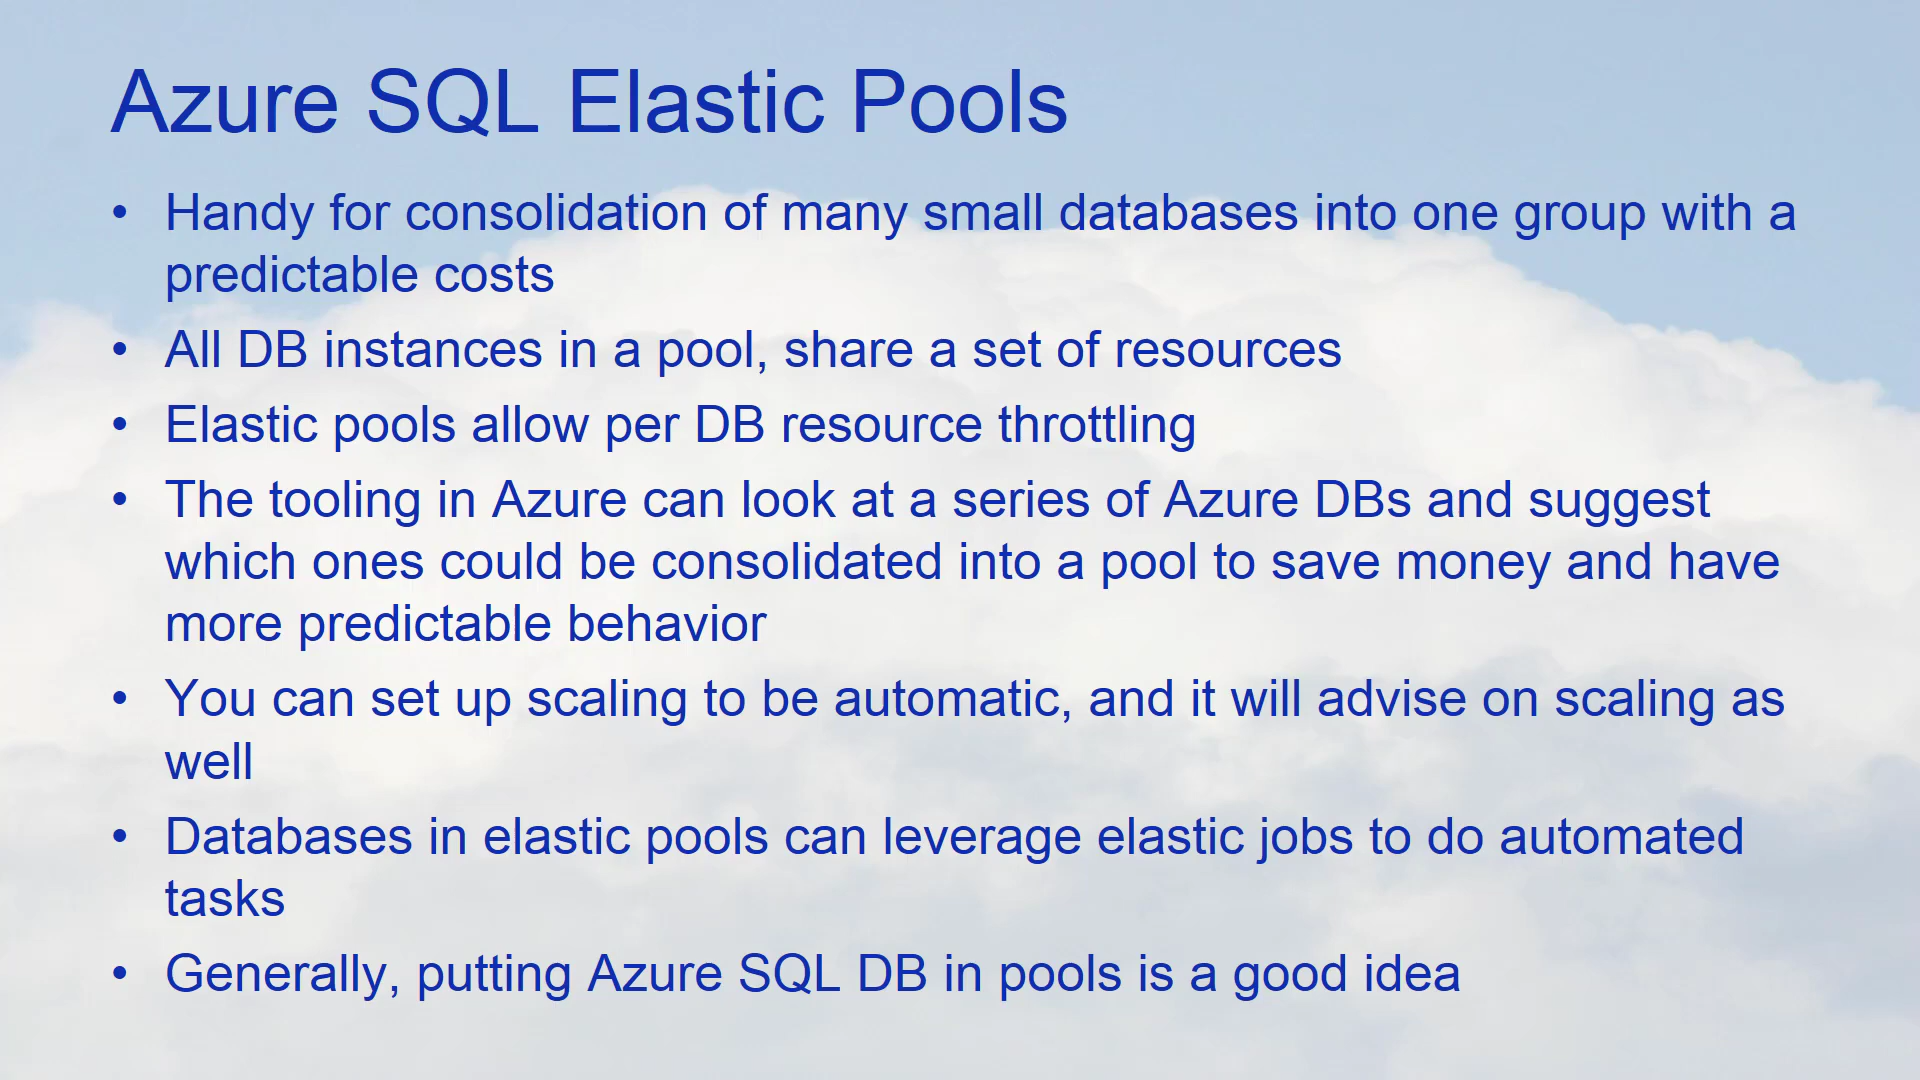 Azure SQL Elastic Pools
• Handy for consolidation of many small databases into one group with a
predictable costs
• All DB instances in a pool, share a set of resources
• Elastic pools allow per DB resource throttling
• The tooling in Azure can look at a series of Azure DBs and suggest
which ones could be consolidated into a pool to save money and have
more predictable behavior
• You can set up scaling to be automatic, and it will advise on scaling as
well
• Databases in elastic pools can leverage elastic jobs to do automated
tasks
• Generally, putting Azure SQL DB in pools is a good idea